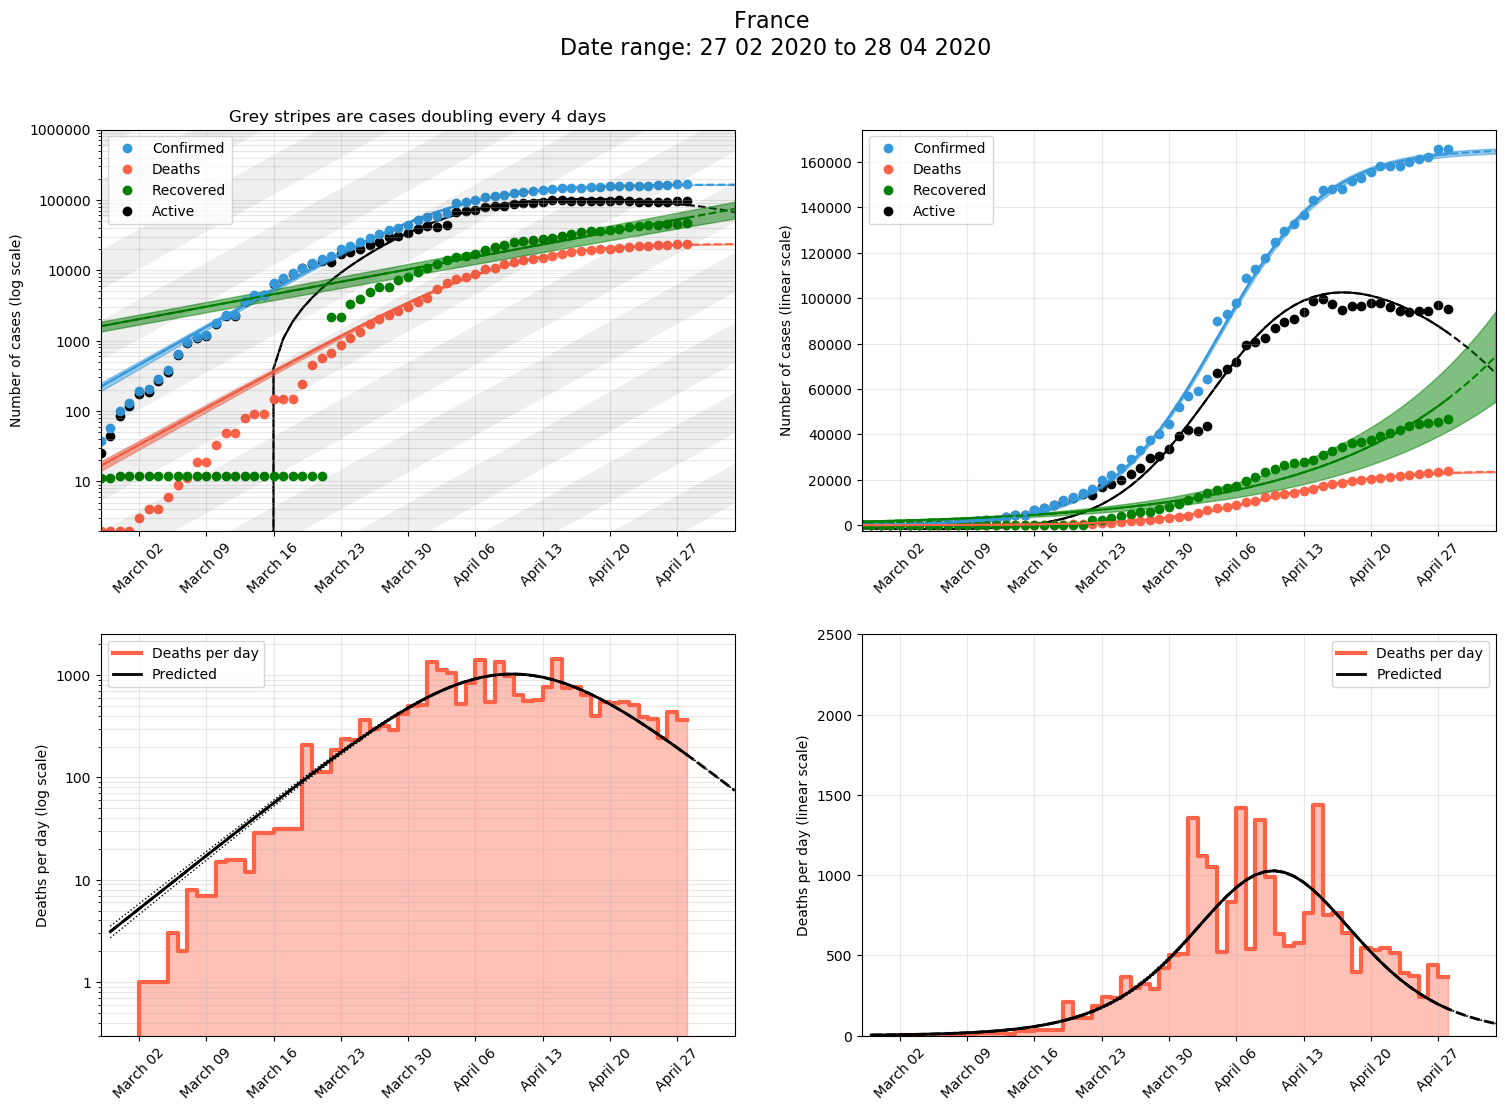 France
Date range: 27 02 2020 to 28 04 2020
Grey stripes are cases doubling every 4 days
Number of cases (log scale)
1000000
100000
10000
1000
100
10
Confirmed
Deaths
Recovered
Active
March 02
March 09
March 16
March 23
March 30
April 06
April 13
April 20
April 27
Number of cases (linear scale)
160000
140000
120000
100000
80000
60000
40000
20000
0
Confirmed
Deaths
Recovered
Active
March 02
March 09
March 16
March 23
March 30
April 06
April 13
April 20
April 27
Deaths per day (log scale)
1000
100
10
1
Deaths per day
Predicted
March 02
March 09
March 16
March 23
March 30
April 06
April 13
April 20
April 27
Deaths per day (linear scale)
2500
2000
1500
1000
500
0
Deaths per day
Predicted
March 02
March 09
March 16
March 23
March 30
April 06
April 13
April 20
April 27